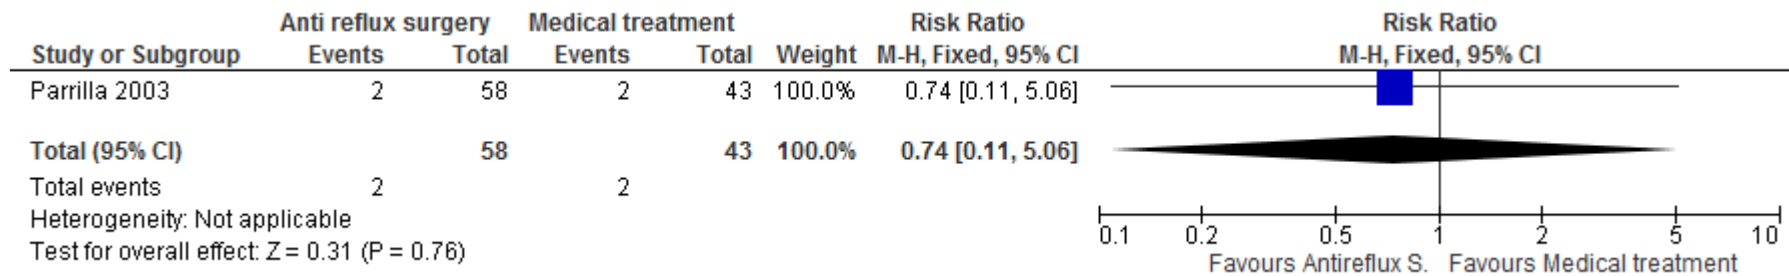 Anti reflux surgery Medical treatment Risk Ratio Risk Ratio
Study or Subgroup Events Total Events Total Weight M-H, Fixed, 95% CI M-H, Fixed, 95% CI
Parrilla 2003 2 58 2 43 100.0% 0.74 [0.11, 5.06]
Total (95% CI) 58 43 100.0% 0.74 [0.11, 5.06]
Total events 2 2
Heterogeneity: Not applicable
Test for overall effect: Z = 0.31 (P = 0.76)
0.1 0.2 0.5 1 2 5 10
Favours Antireflux S. Favours Medical treatment